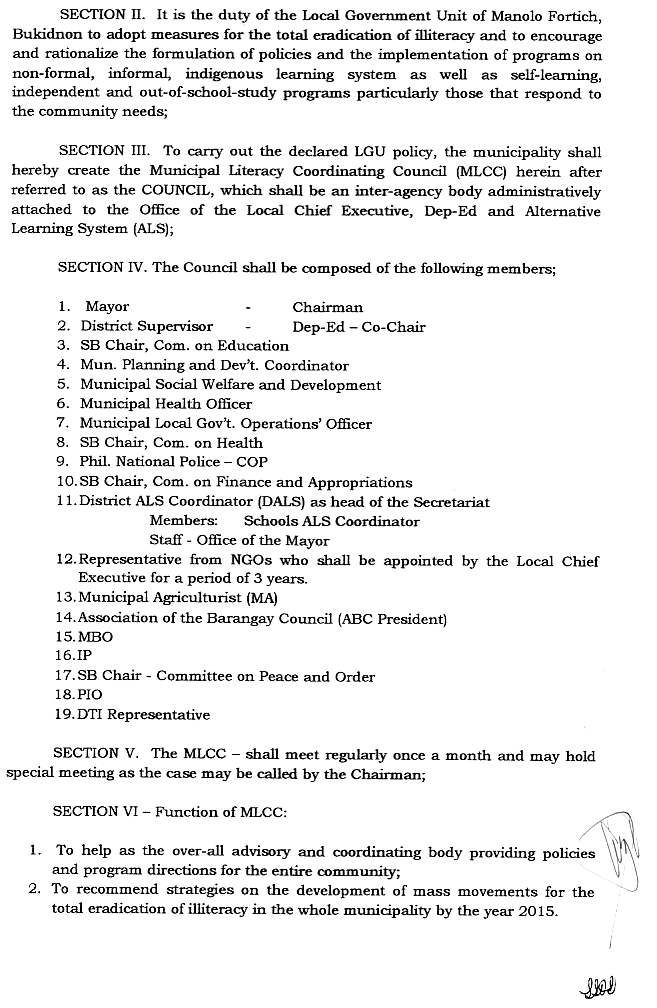 SECTION II. It is the duty of the Local Government Unit of Manolo Fortich,
Bukidnon to adopt measures for the total eradication of illiteracy and to encourage
and rationalize the formulation of policies and the implementation of programs on
non-formal, informal, indigenous learning system as well as self-learning,
independent and out-of-school-study programs particularly those that respond to
the community needs;
SECTION III. To carry out the declared LGU policy, the municipality shall
hereby create the Municipal Literacy Coordinating Council (MLCC) herein after
referred to as the COUNCIL, which shall be an inter-agency body administratively
attached to the Office of the Local Chief Executive, Dep-Ed and Alternative
Learning System (ALS);
SECTION IV. The Council shall be composed of the following members;
1. Mayor - Chairman
2. District Supervisor - Dep-Ed – Co-Chair
3. SB Chair, Com. on Education
4. Mun. Planning and Dev't. Coordinator
5. Municipal Social Welfare and Development
6. Municipal Health Officer
7. Municipal Local Gov't. Operations' Officer
8. SB Chair, Com. on Health
9. Phil. National Police – COP
10. SB Chair, Com. on Finance and Appropriations
11. District ALS Coordinator (DALS) as head of the Secretariat
Members: Schools ALS Coordinator
Staff - Office of the Mayor
12. Representative from NGOs who shall be appointed by the Local Chief
Executive for a period of 3 years.
13. Municipal Agriculturist (MA)
14. Association of the Barangay Council (ABC President)
15. MBO
16. IP
17. SB Chair - Committee on Peace and Order
18. PIO
19. DTI Representative
SECTION V. The MLCC – shall meet regularly once a month and may hold
special meeting as the case may be called by the Chairman;
SECTION VI – Function of MLCC:
1. To help as the over-all advisory and coordinating body providing policies
and program directions for the entire community;
2. To recommend strategies on the development of mass movements for the
total eradication of illiteracy in the whole municipality by the year 2015.